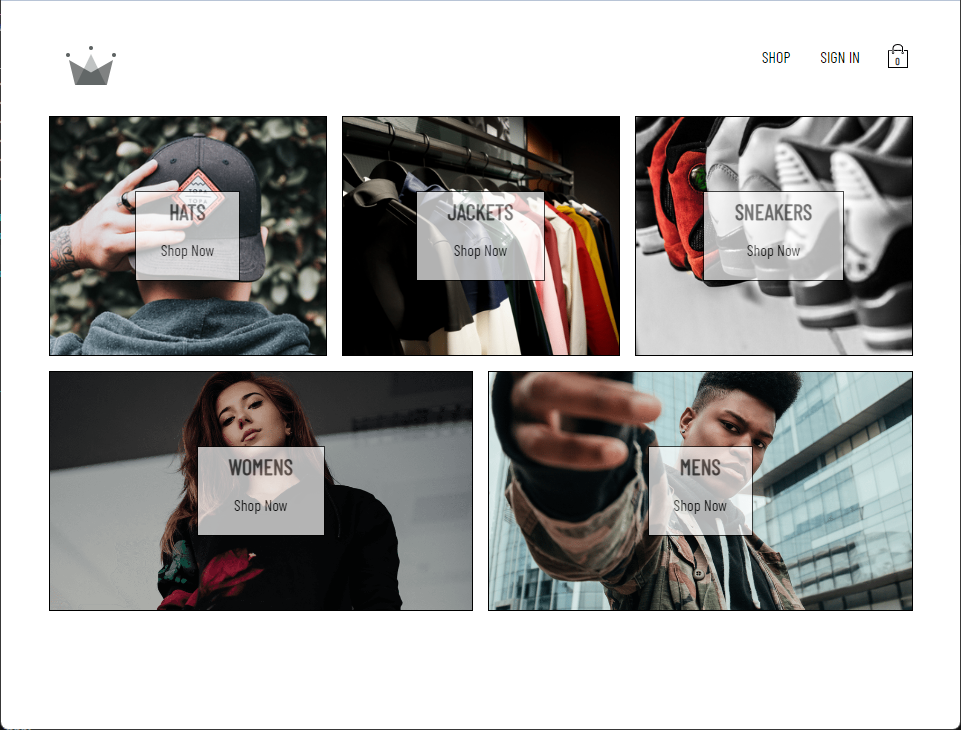 SHOP
SIGN IN
0
HATS
Shop Now
JACKETS
Shop Now
SNEAKERS
Shop Now
WOMENS
Shop Now
MENS
Shop Now